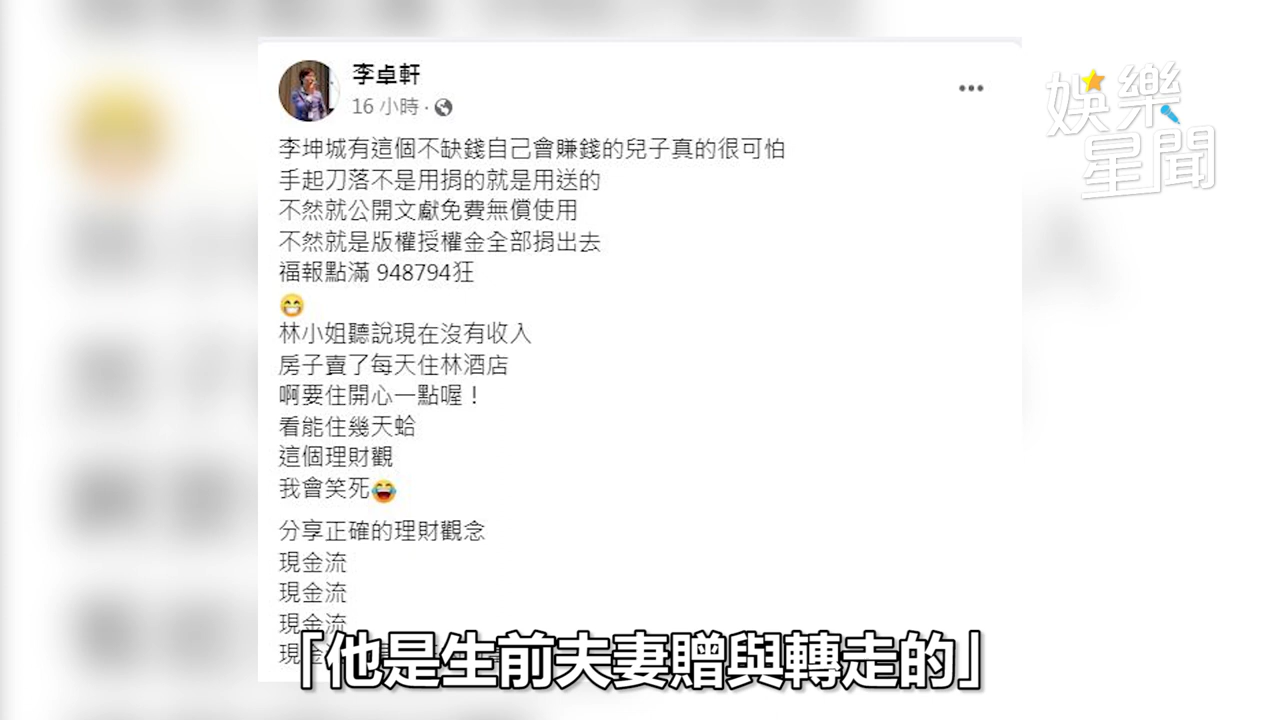 李卓軒
16 小時 ·
李坤城有這個不缺錢自己會賺錢的兒子真的很可怕
手起刀落不是用捐的就是用送的
不然就公開文獻免費無償使用
不然就是版權授權金全部捐出去
福報點滿 948794狂
😁
林小姐聽說現在沒有收入
房子賣了每天住林酒店
啊要住開心一點喔！
看能住幾天蛤
這個理財觀
我會笑死😂
分享正確的理財觀念
現金流
現金流
現金流
現金
「他是生前夫妻贈與轉走的」
娛樂
星聞